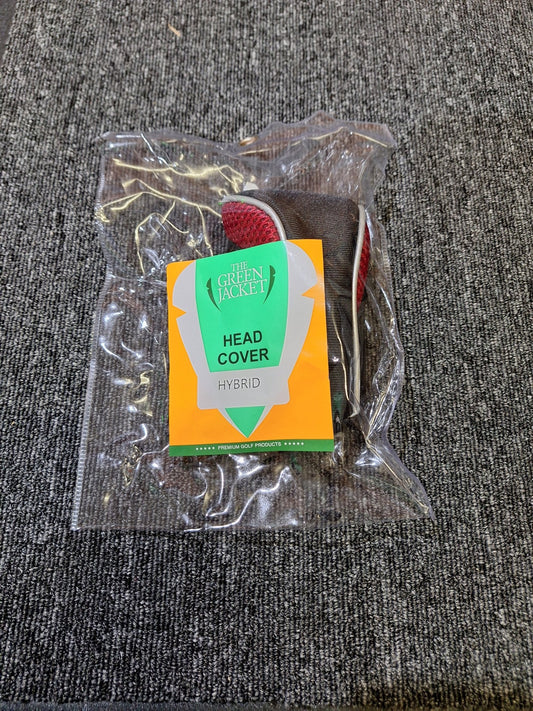 THE
GREEN
JACKET
HEAD
COVER
HYBRID
★★★★★ PREMIUM GOLF PRODUCTS ★★★★★